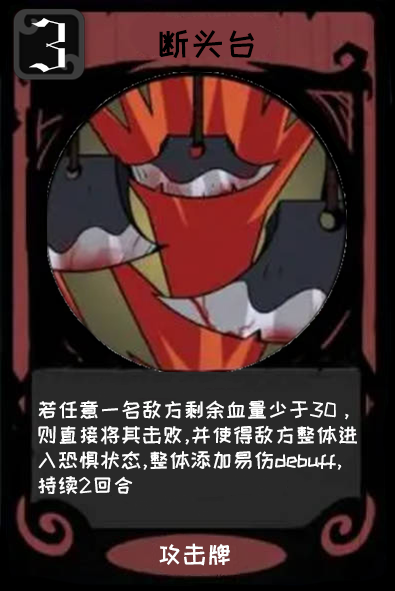 3
断头台
若任意一名敌方剩余血量少于30，
则直接将其击败,并使得敌方整体进
入恐惧状态,整体添加易伤debuff,
持续2回合
攻击牌